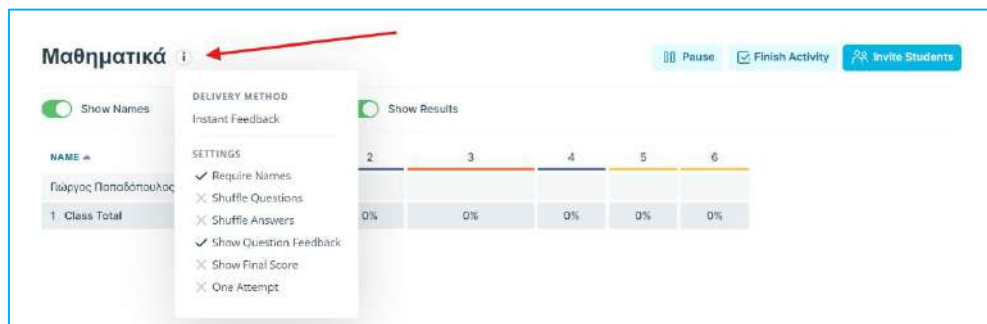 Μαθηματικά i
Pause
Finish Activity
Invite Students
Show Names
Show Results
DELIVERY METHOD
Instant Feedback
SETTINGS
Require Names
Shuffle Questions
Shuffle Answers
Show Question Feedback
Show Final Score
One Attempt
NAME 2 3 4 5 6
Γιώργος Παπαδόπουλος
1 Class Total 0% 0% 0% 0% 0%